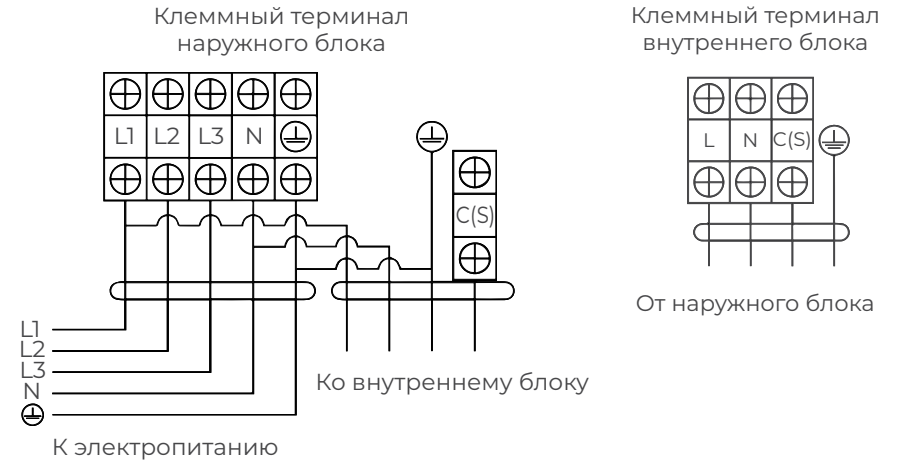 Клеммный терминал
наружного блока
Клеммный терминал
внутреннего блока
L1 L2 L3 N
C(S)
L N C(S)
От наружного блока
L1
L2
L3
N
Ко внутреннему блоку
К электропитанию